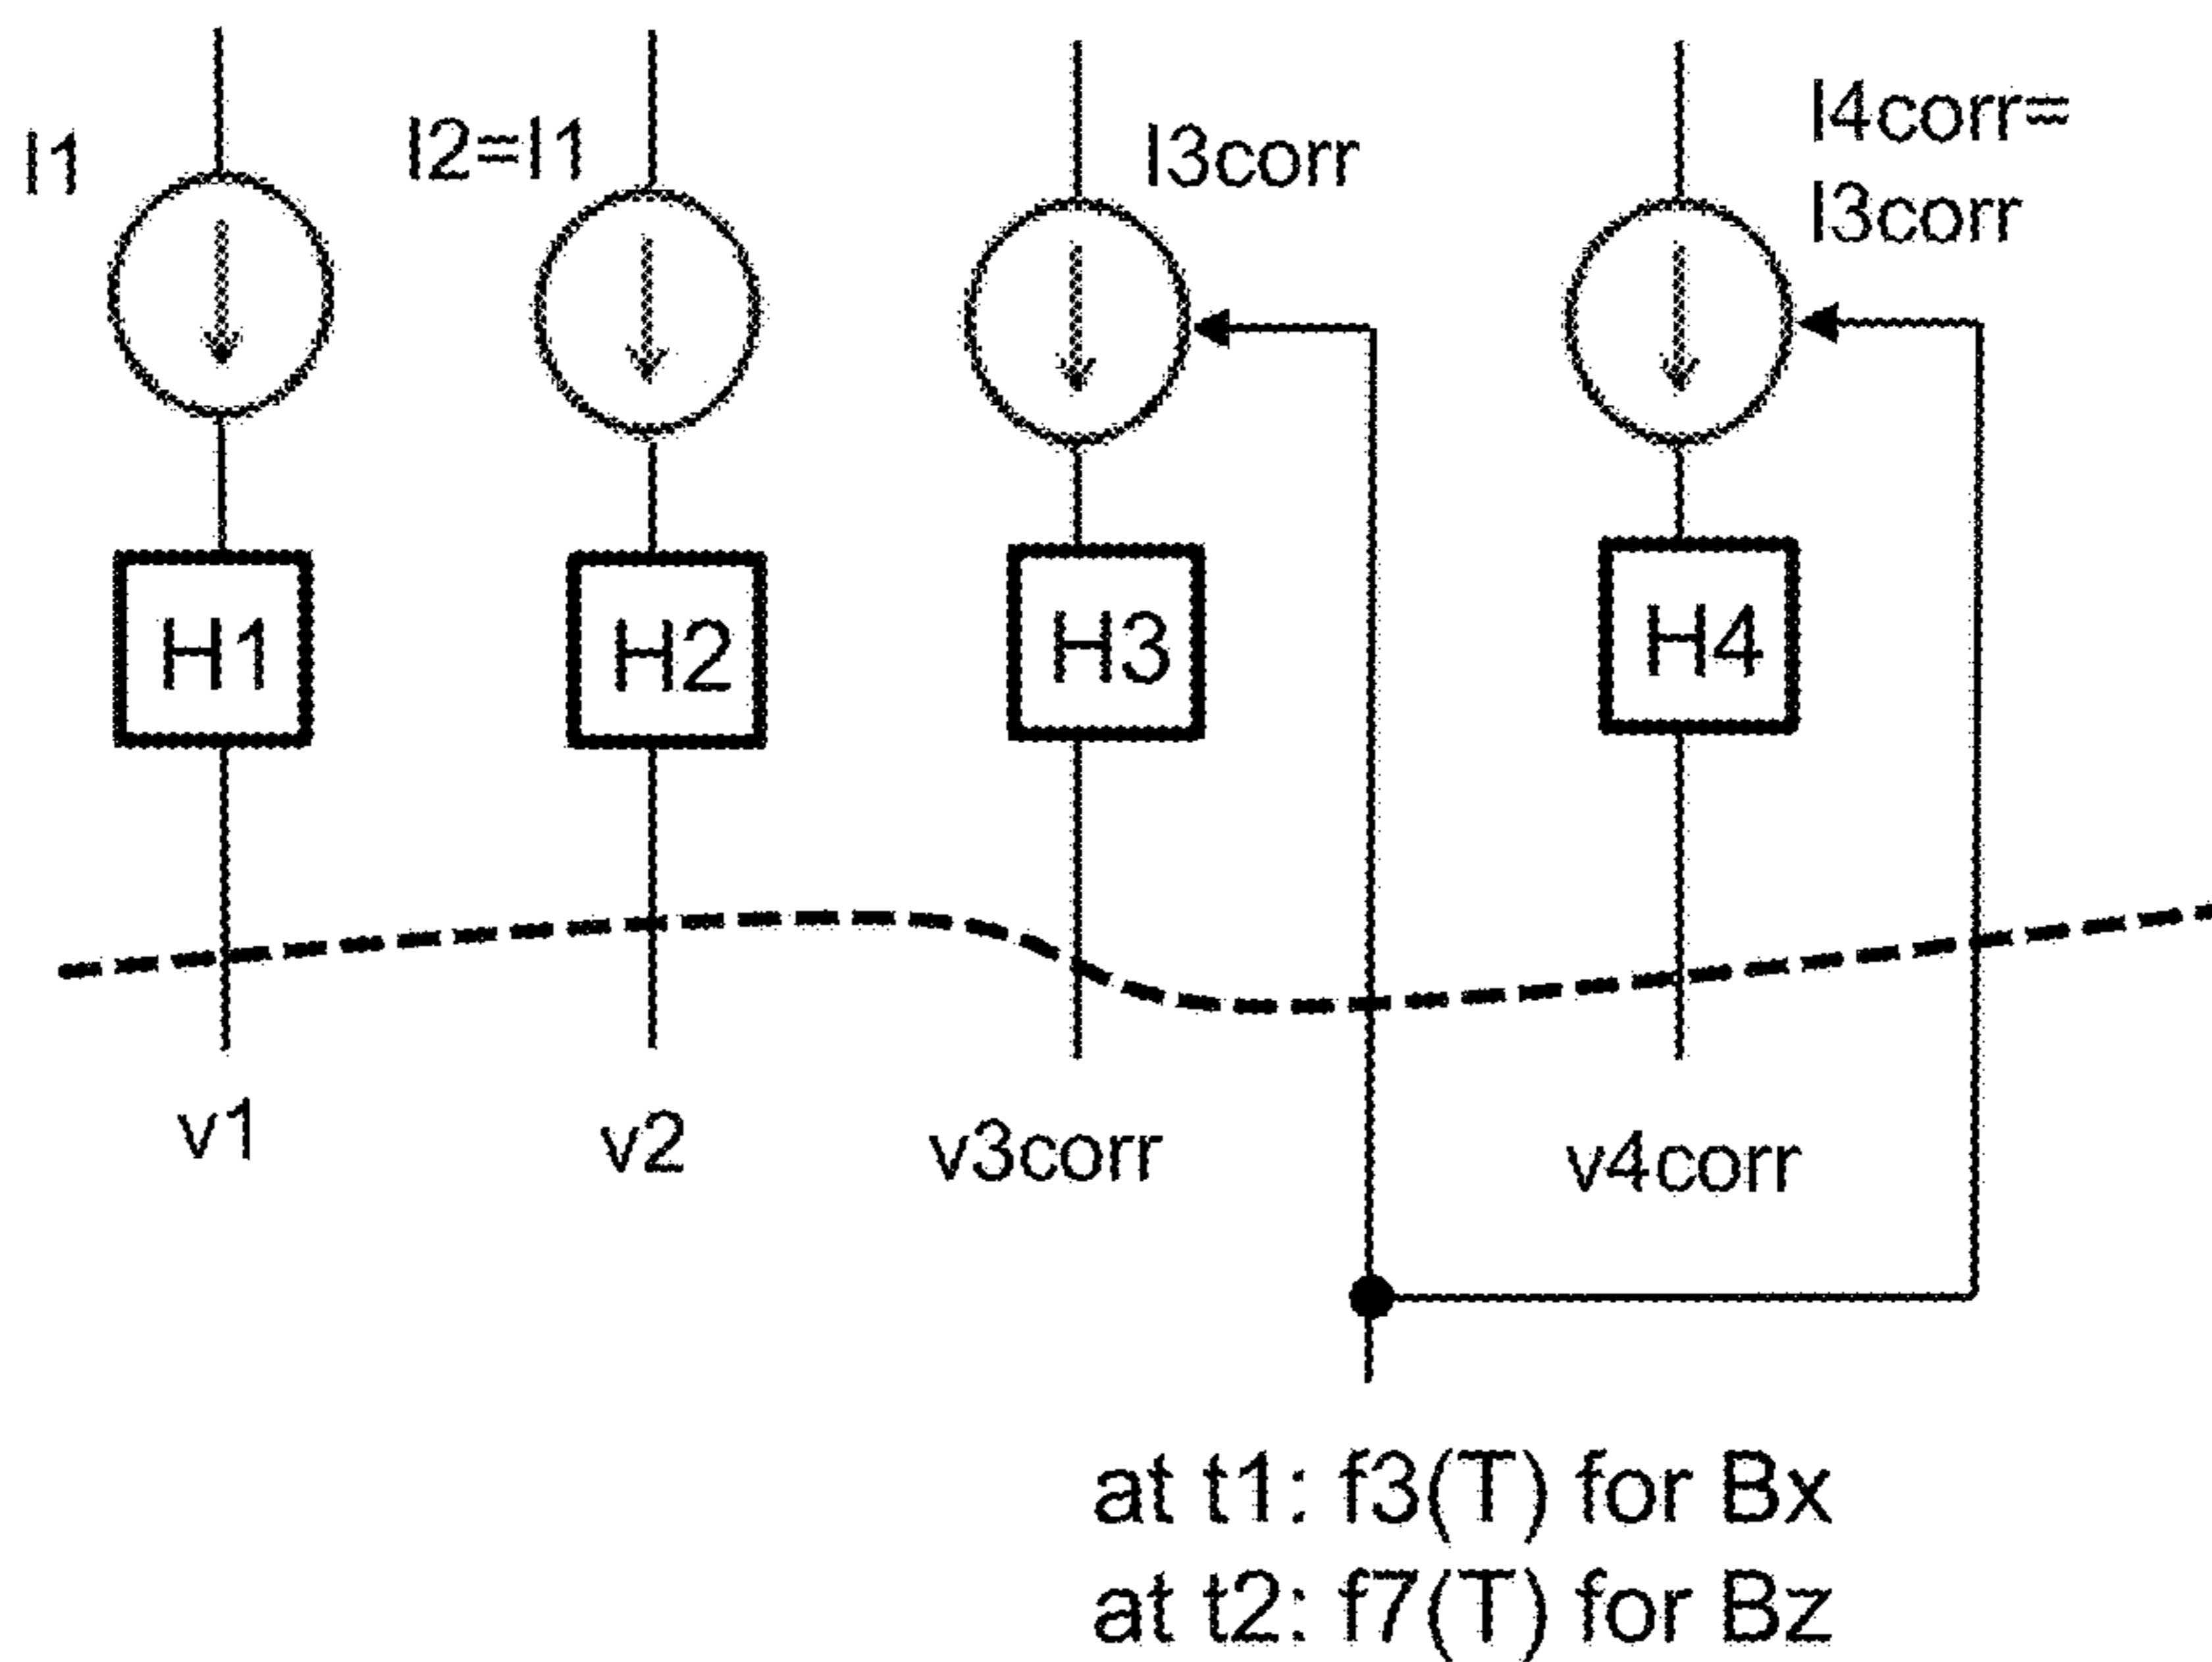 I1
I2=I1
I3corr
I4corr=
I3corr
H1
H2
H3
H4
v1
v2
v3corr
v4corr
at t1: f3(T) for Bx
at t2: f7(T) for Bz